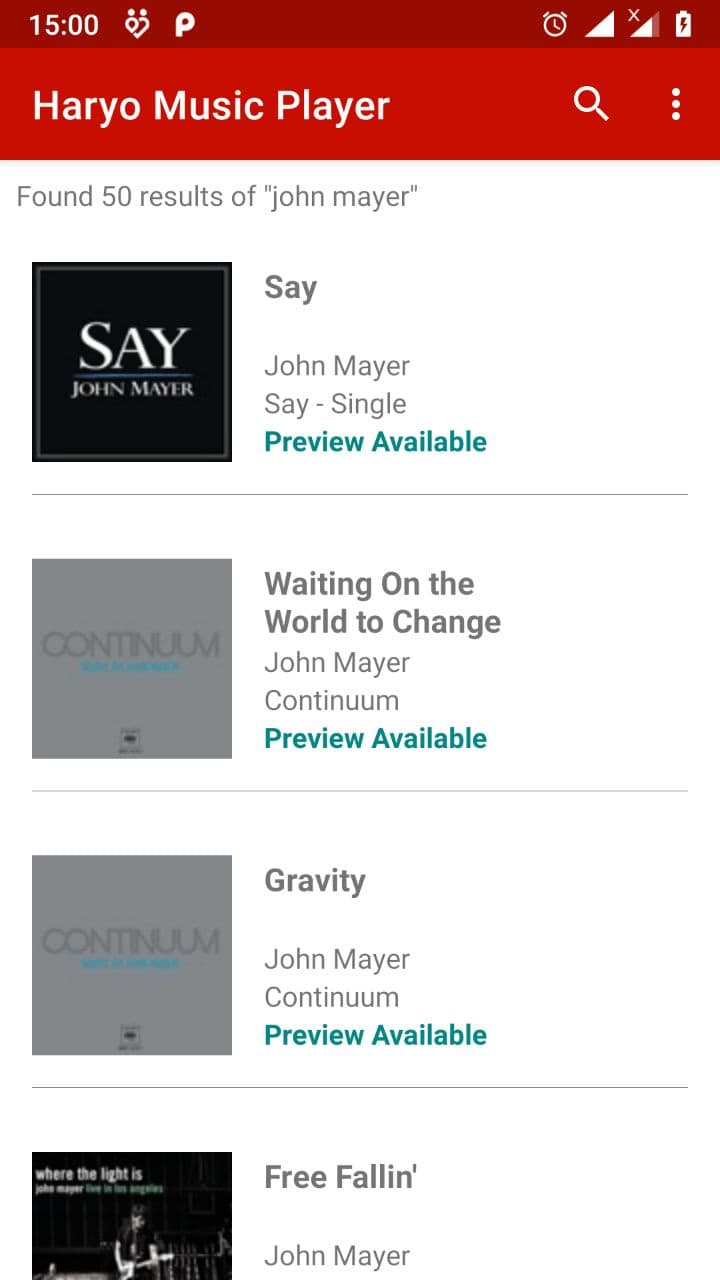 15:00
Haryo Music Player
Found 50 results of "john mayer"
SAY
JOHN MAYER
Say
John Mayer
Say - Single
Preview Available
CONTINUUM
Waiting On the
World to Change
John Mayer
Continuum
Preview Available
CONTINUUM
Gravity
John Mayer
Continuum
Preview Available
where the light is
john mayer live in los angeles
Free Fallin'
John Mayer